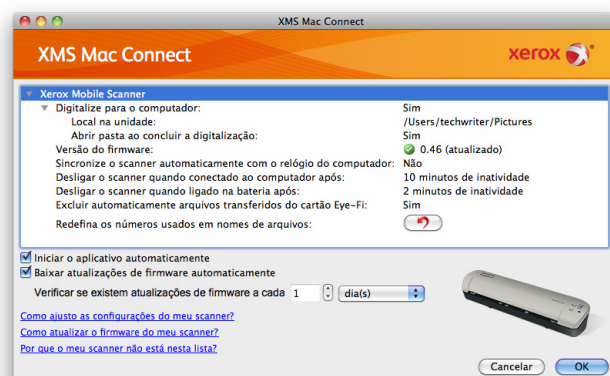 XMS Mac Connect
XMS Mac Connect
xerox
Xerox Mobile Scanner
Digitalize para o computador: Sim
Local na unidade: /Users/techwriter/Pictures
Abrir pasta ao concluir a digitalização: Sim
Versão do firmware: 0.46 (atualizado)
Sincronize o scanner automaticamente com o relógio do computador: Não
Desligar o scanner quando conectado ao computador após: 10 minutos de inatividade
Desligar o scanner quando ligado na bateria após: 2 minutos de inatividade
Excluir automaticamente arquivos transferidos do cartão Eye-Fi: Sim
Redefina os números usados em nomes de arquivos:
Iniciar o aplicativo automaticamente
Baixar atualizações de firmware automaticamente
Verificar se existem atualizações de firmware a cada 1 dia(s)
Como ajusto as configurações do meu scanner?
Como atualizar o firmware do meu scanner?
Por que o meu scanner não está nesta lista?
Cancelar OK